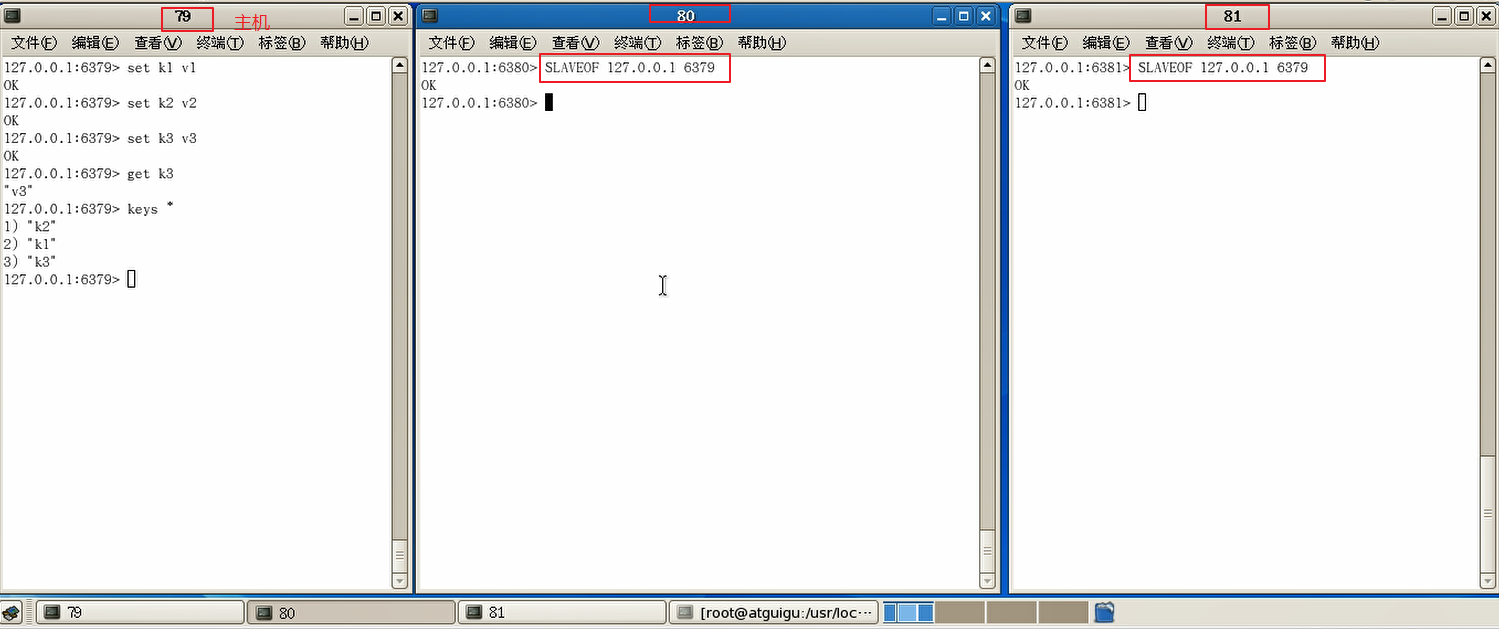 79
主机
文件(F) 编辑(E) 查看(V) 终端(T) 标签(B) 帮助(H)
127.0.0.1:6379> set k1 v1
OK
127.0.0.1:6379> set k2 v2
OK
127.0.0.1:6379> set k3 v3
OK
127.0.0.1:6379> get k3
"v3"
127.0.0.1:6379> keys *
1) "k2"
2) "k1"
3) "k3"
127.0.0.1:6379>
80
文件(F) 编辑(E) 查看(V) 终端(T) 标签(B) 帮助(H)
127.0.0.1:6380> SLAVEOF 127.0.0.1 6379
OK
127.0.0.1:6380>
81
文件(F) 编辑(E) 查看(V) 终端(T) 标签(B) 帮助(H)
127.0.0.1:6381> SLAVEOF 127.0.0.1 6379
OK
127.0.0.1:6381>
79
80
81
[root@atguigu:/usr/loc···